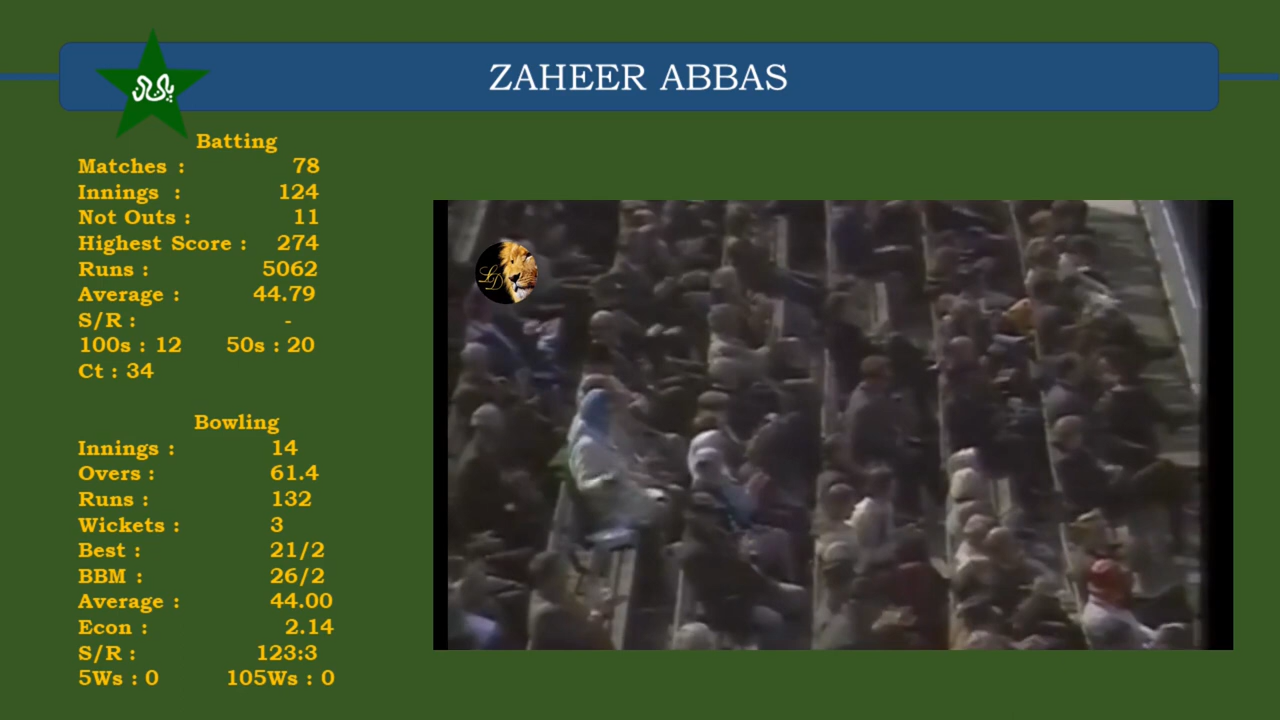 ZAHEER ABBAS
Batting
Matches : 78
Innings : 124
Not Outs : 11
Highest Score : 274
Runs : 5062
Average : 44.79
S/R : -
100s : 12 50s : 20
Ct : 34
Bowling
Innings : 14
Overs : 61.4
Runs : 132
Wickets : 3
Best : 21/2
BBM : 26/2
Average : 44.00
Econ : 2.14
S/R : 123:3
5Ws : 0 105Ws : 0
LD